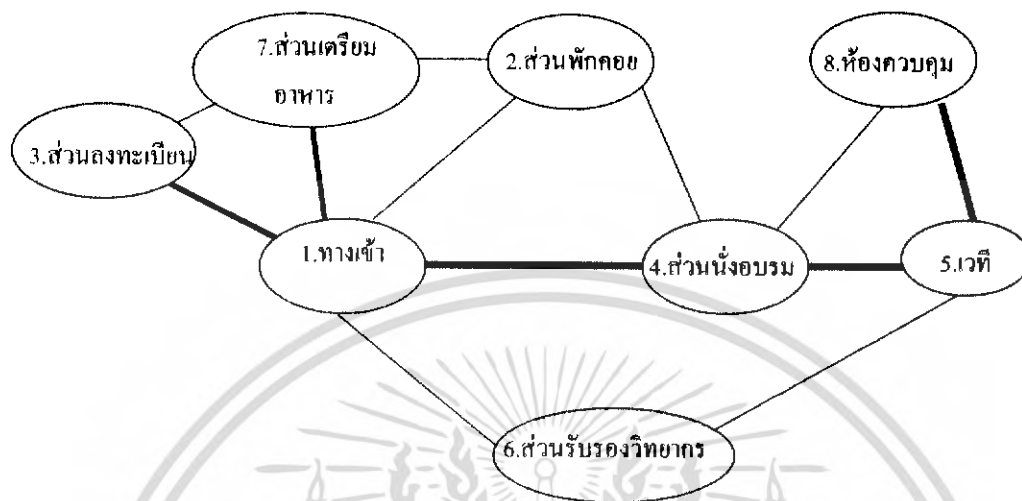 7.ส่วนเตรียม
อาหาร
2.ส่วนพักคอย
8.ห้องควบคุม
3.ส่วนลงทะเบียน
1.ทางเข้า
4.ส่วนนั่งอบรม
5.เวที
6.ส่วนรับรองวิทยากร